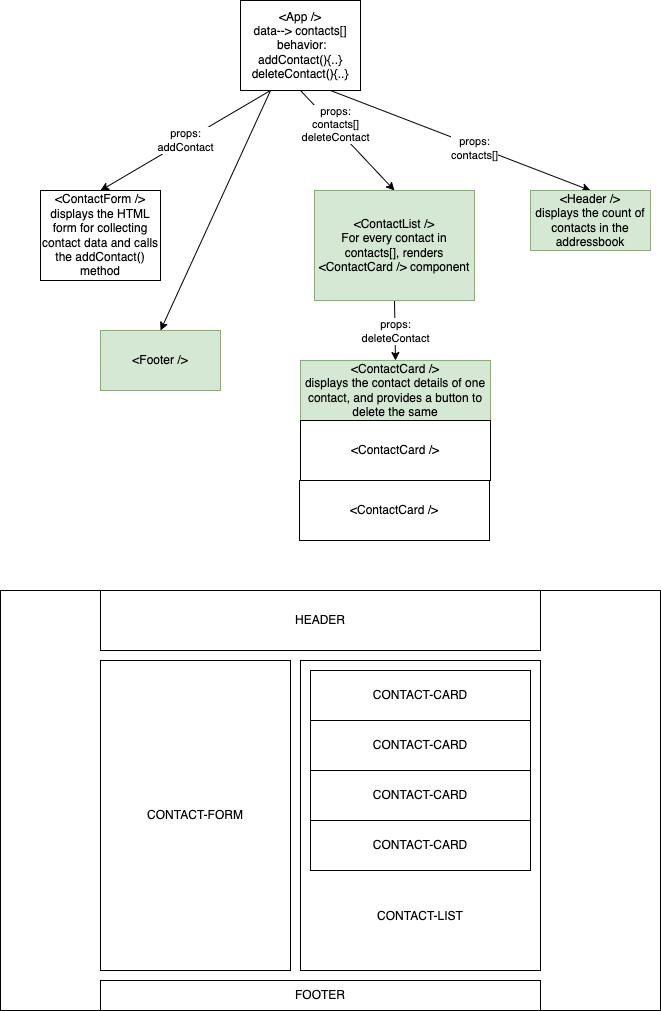 <App />
data--> contacts[]
behavior:
addContact(){..}
deleteContact(){..}
props:
addContact
props:
contacts[]
deleteContact
props:
contacts[]
<ContactForm />
displays the HTML
form for collecting
contact data and calls
the addContact()
method
<ContactList />
For every contact in
contacts[], renders
<ContactCard /> component
<Header />
displays the count of
contacts in the
addressbook
<Footer />
props:
deleteContact
<ContactCard />
displays the contact details of one
contact, and provides a button to
delete the same
<ContactCard />
<ContactCard />
HEADER
CONTACT-FORM
CONTACT-CARD
CONTACT-CARD
CONTACT-CARD
CONTACT-CARD
CONTACT-LIST
FOOTER